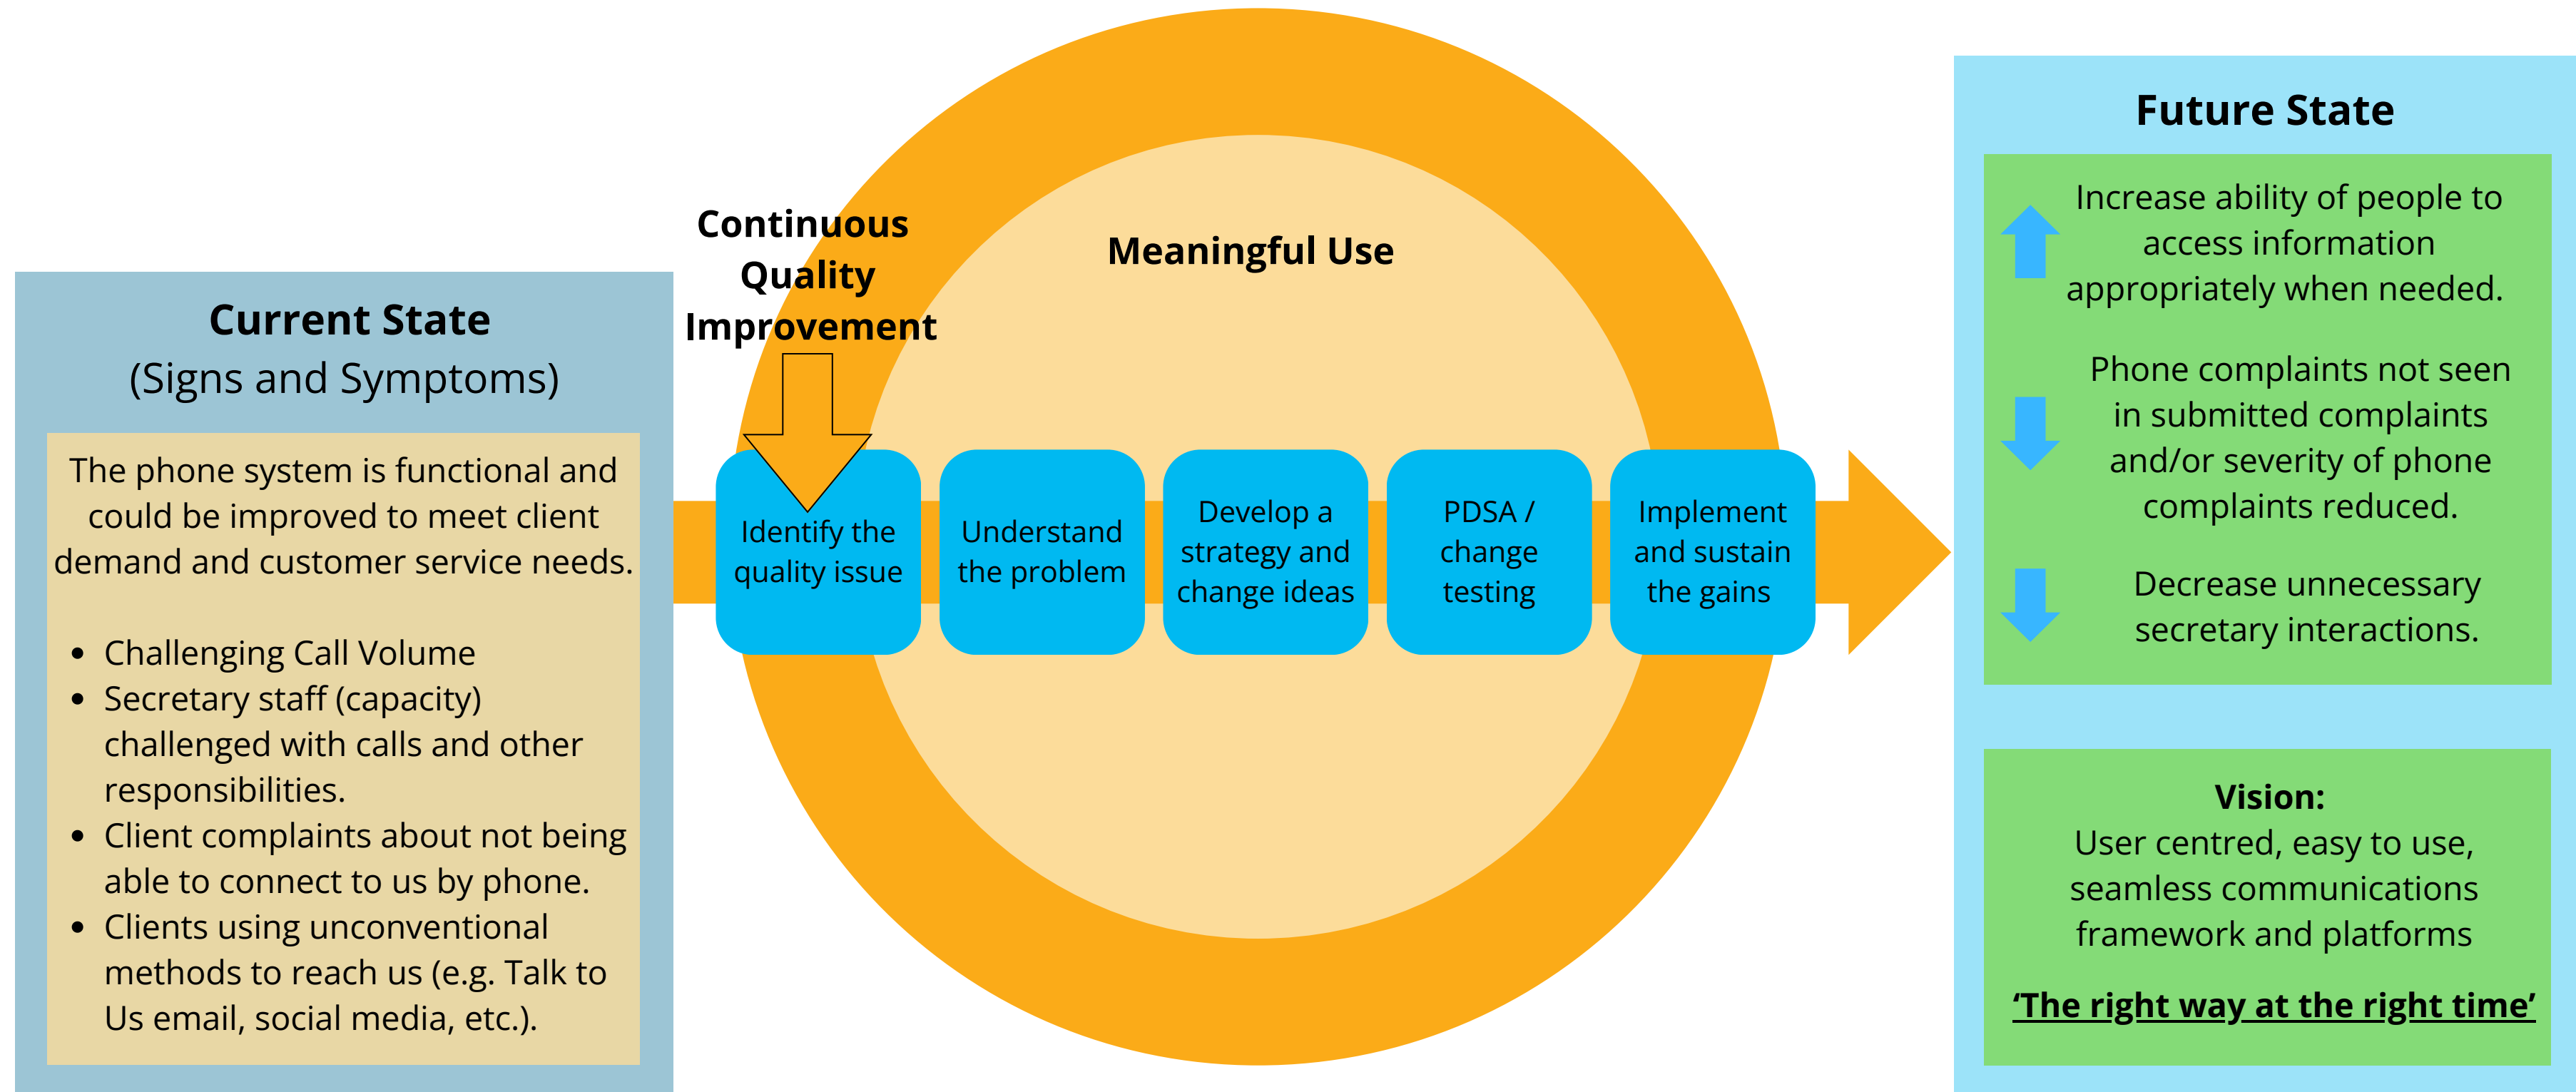 Current State
(Signs and Symptoms)
The phone system is functional and
could be improved to meet client
demand and customer service needs.
• Challenging Call Volume
• Secretary staff (capacity)
challenged with calls and other
responsibilities.
• Client complaints about not being
able to connect to us by phone.
• Clients using unconventional
methods to reach us (e.g. Talk to
Us email, social media, etc.).
Continuous
Quality
Improvement
Meaningful Use
Identify the
quality issue
Understand
the problem
Develop a
strategy and
change ideas
PDSA /
change
testing
Implement
and sustain
the gains
Future State
Increase ability of people to
access information
appropriately when needed.
Phone complaints not seen
in submitted complaints
and/or severity of phone
complaints reduced.
Decrease unnecessary
secretary interactions.
Vision:
User centred, easy to use,
seamless communications
framework and platforms
‘The right way at the right time’